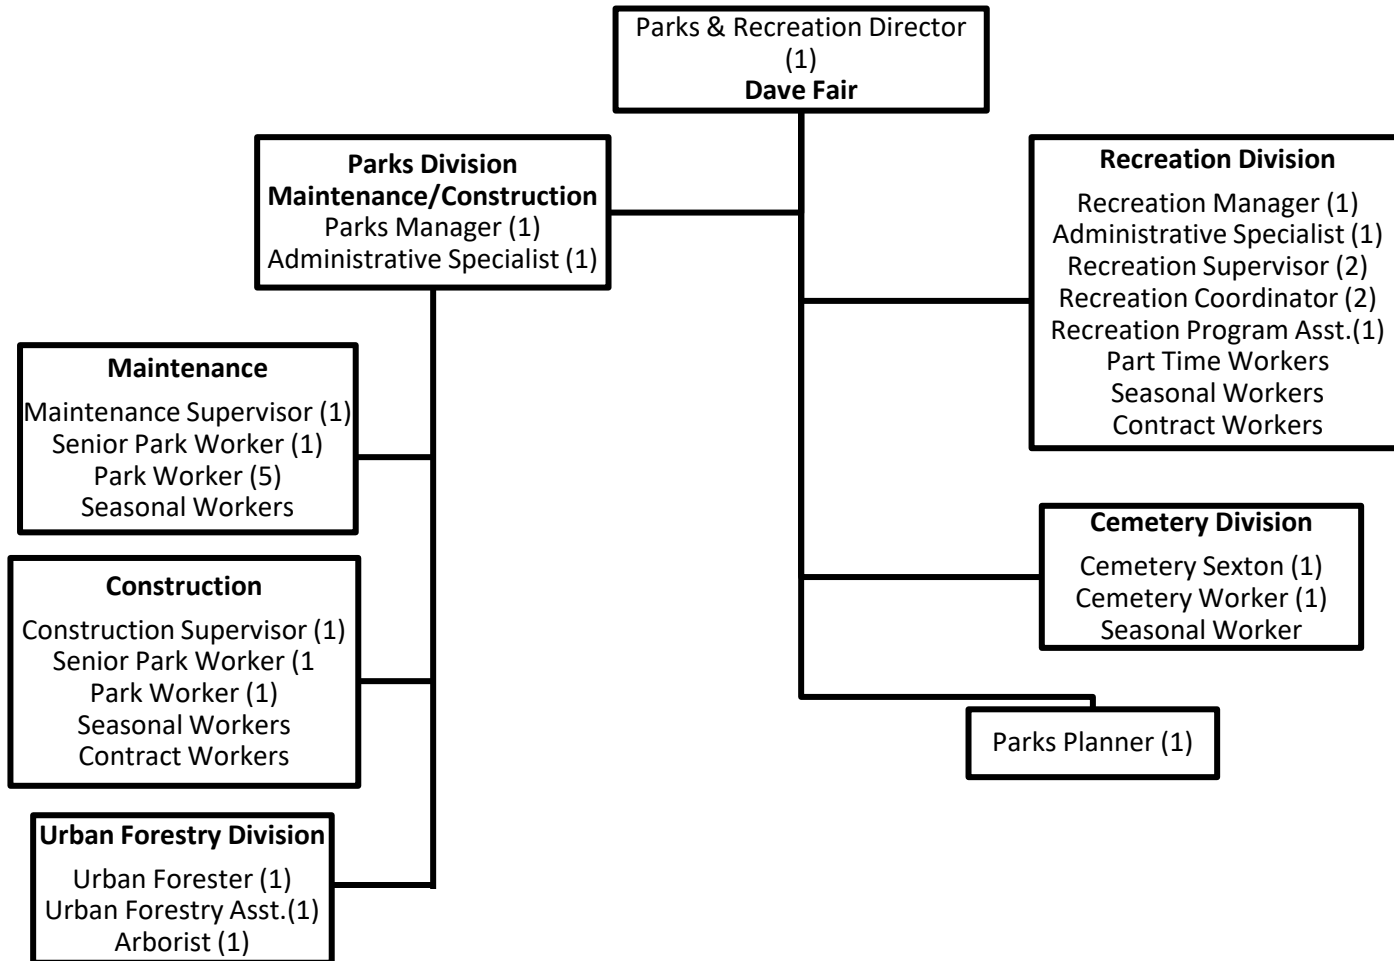 Parks & Recreation Director
(1)
Dave Fair
Parks Division
Maintenance/Construction
Parks Manager (1)
Administrative Specialist (1)
Recreation Division
Recreation Manager (1)
Administrative Specialist (1)
Recreation Supervisor (2)
Recreation Coordinator (2)
Recreation Program Asst.(1)
Part Time Workers
Seasonal Workers
Contract Workers
Maintenance
Maintenance Supervisor (1)
Senior Park Worker (1)
Park Worker (5)
Seasonal Workers
Cemetery Division
Cemetery Sexton (1)
Cemetery Worker (1)
Seasonal Worker
Construction
Construction Supervisor (1)
Senior Park Worker (1
Park Worker (1)
Seasonal Workers
Contract Workers
Parks Planner (1)
Urban Forestry Division
Urban Forester (1)
Urban Forestry Asst.(1)
Arborist (1)